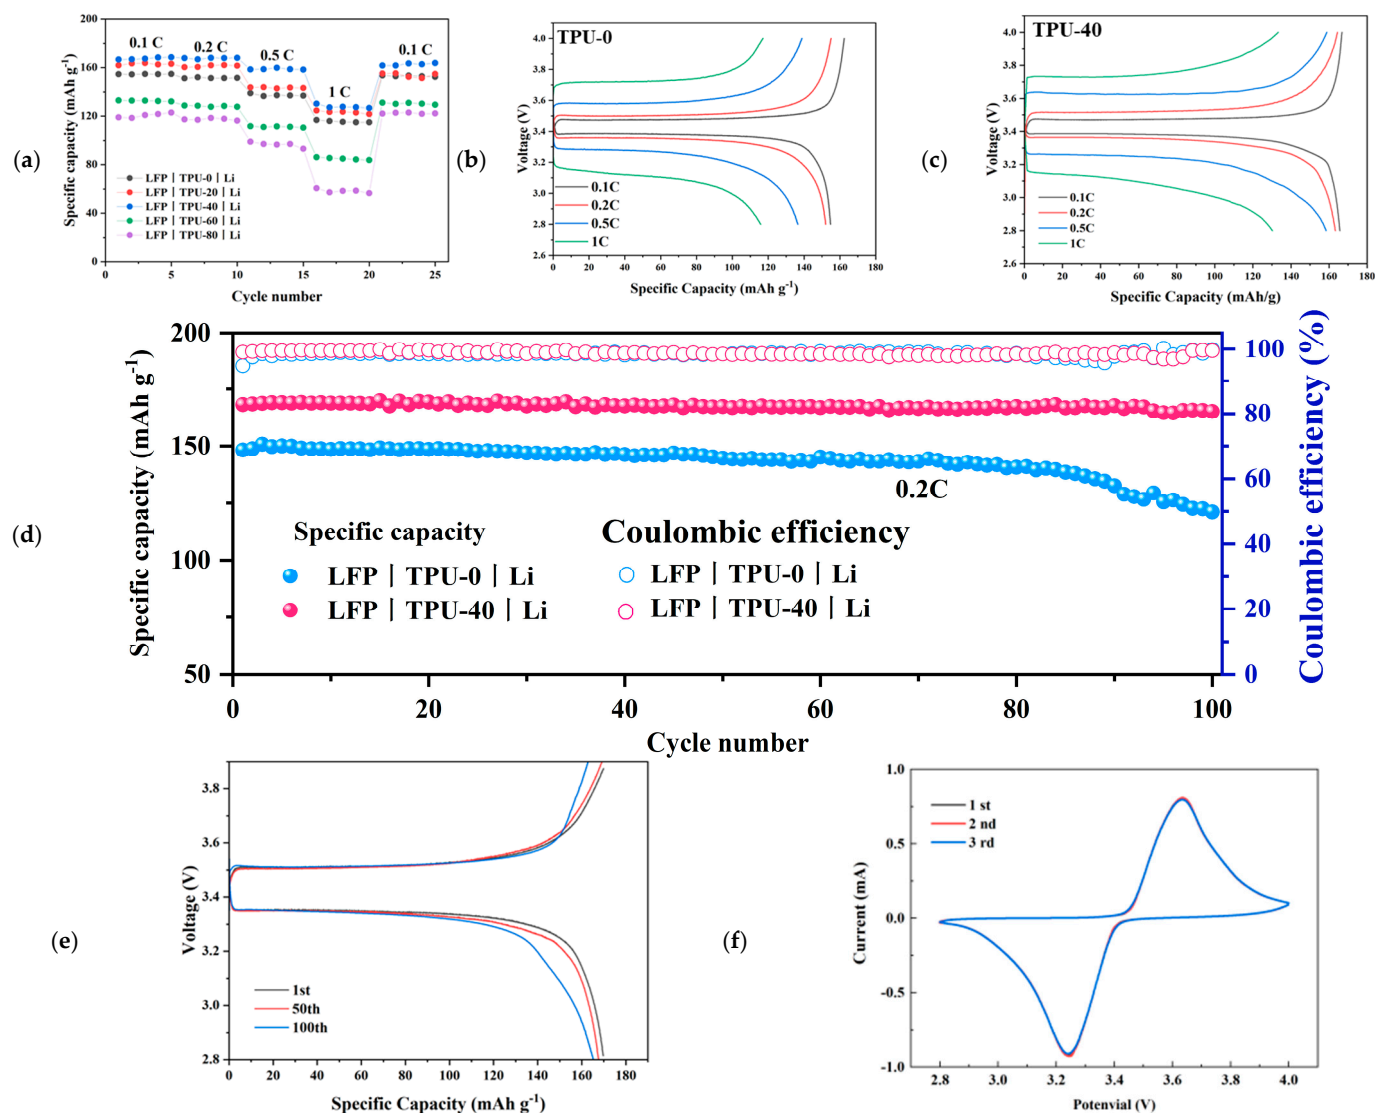 200
160
120
80
40
0
0.1 C
0.2 C
0.5 C
1 C
0.1 C
LFP | TPU-0 | Li
LFP | TPU-20 | Li
LFP | TPU-40 | Li
LFP | TPU-60 | Li
LFP | TPU-80 | Li
0 5 10 15 20 25
Cycle number
Specific capacity (mAh g-1)
(a)
TPU-0
4.0
3.8
3.6
3.4
3.2
3.0
2.8
2.6
0.1C
0.2C
0.5C
1C
0 20 40 60 80 100 120 140 160 180
Specific Capacity (mAh g-1)
Voltage (V)
(b)
TPU-40
4.0
3.8
3.6
3.4
3.2
3.0
2.8
2.6
0.1C
0.2C
0.5C
1C
0 20 40 60 80 100 120 140 160 180
Specific Capacity (mAh/g)
Voltage (V)
(c)
200
150
100
50
Specific capacity (mAh g-1)
0.2C
Specific capacity
LFP | TPU-0 | Li
LFP | TPU-40 | Li
Coulombic efficiency
LFP | TPU-0 | Li
LFP | TPU-40 | Li
100
80
60
40
20
0
Coulombic efficiency (%)
0 20 40 60 80 100
Cycle number
(d)
3.8
3.6
3.4
3.2
3.0
2.8
Voltage (V)
1st
50th
100th
0 20 40 60 80 100 120 140 160 180
Specific Capacity (mAh g-1)
(e)
1.0
0.5
0.0
-0.5
-1.0
Current (mA)
1 st
2 nd
3 rd
2.8 3.0 3.2 3.4 3.6 3.8 4.0
Potenvial (V)
(f)